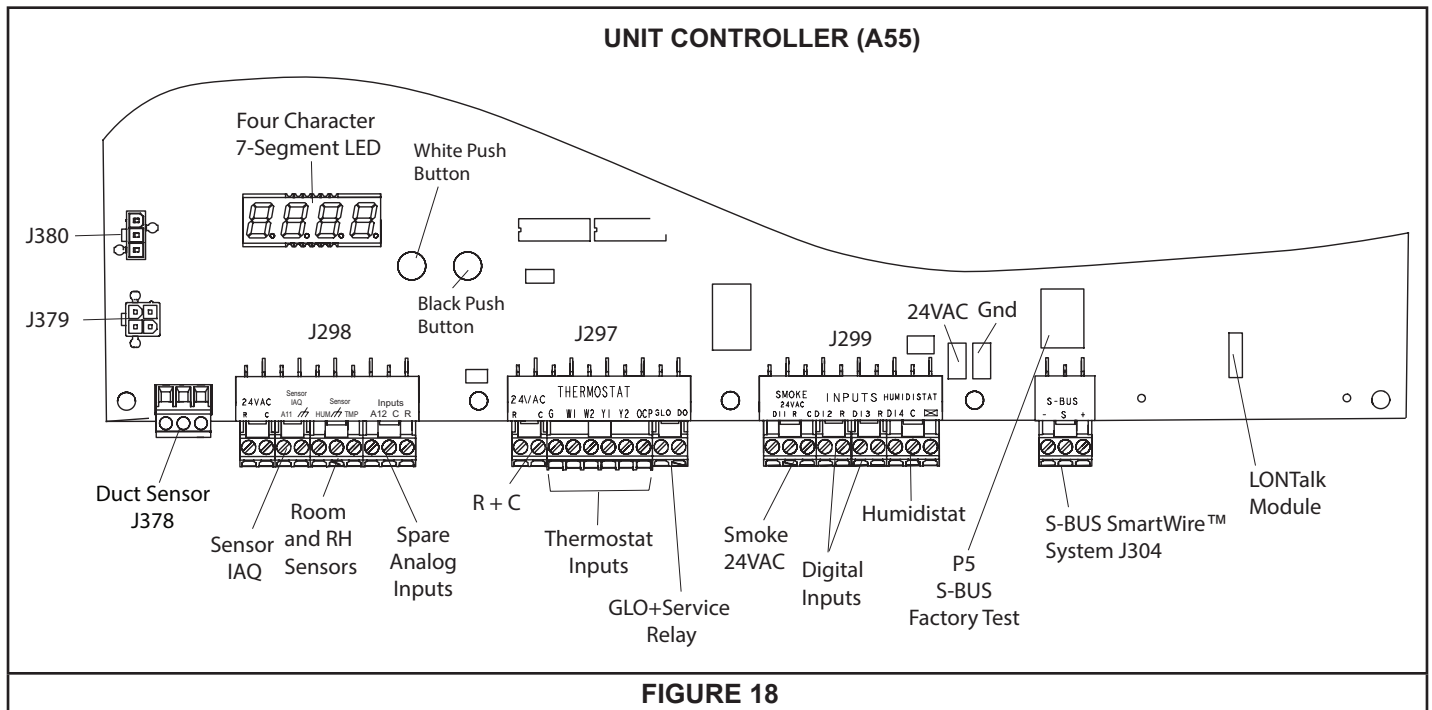 UNIT CONTROLLER (A55)
Four Character
7-Segment LED
White Push
Button
J380
J379
Black Push
Button
J298
J297
J299
24VAC
Gnd
24VAC
R C
Sensor
IAQ
A11
Sensor
HUM TMP
Inputs
A12 C R
24VAC
R C
THERMOSTAT
G W1 W2 Y1 Y2 OCP GLO DO
SMOKE
24VAC
DI1 R C
INPUTS
DI2 R DI3 R
HUMIDISTAT
DI4 C
S-BUS
- S +
Duct Sensor
J378
Sensor
IAQ
Room
and RH
Sensors
Spare
Analog
Inputs
R + C
Thermostat
Inputs
GLO+Service
Relay
Smoke
24VAC
Digital
Inputs
Humidistat
P5
S-BUS
Factory Test
S-BUS SmartWire™
System J304
LONTalk
Module
FIGURE 18